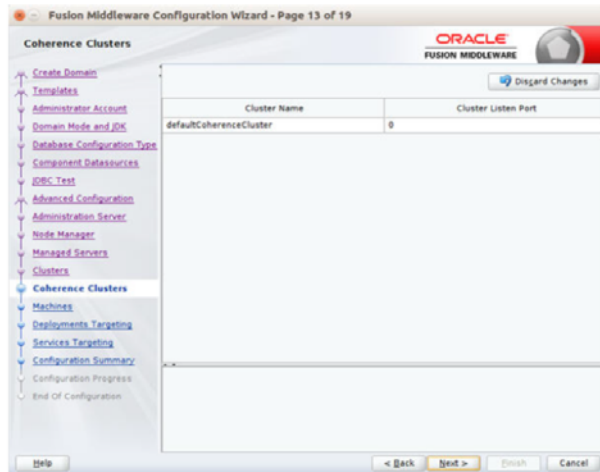 Fusion Middleware Configuration Wizard - Page 13 of 19
Coherence Clusters
ORACLE
FUSION MIDDLEWARE
Create Domain
Templates
Administrator Account
Domain Mode and JDK
Database Configuration Type
Component Datasources
JDBC Test
Advanced Configuration
Administration Server
Node Manager
Managed Servers
Clusters
Coherence Clusters
Machines
Deployments Targeting
Services Targeting
Configuration Summary
Configuration Progress
End Of Configuration
Discard Changes
Cluster Name Cluster Listen Port
defaultCoherenceCluster 0
Help < Back Next > Finish Cancel